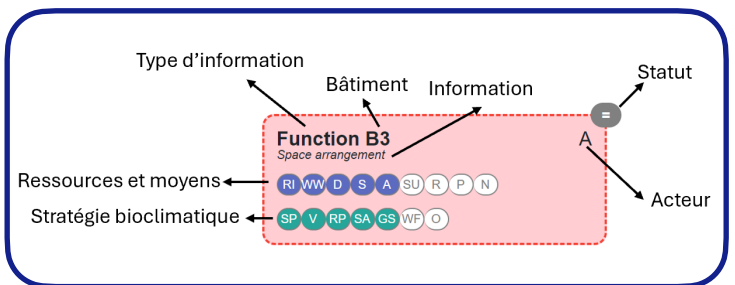 Type d'information
Bâtiment
Information
Statut
=
Function B3
A
Space arrangement
Ressources et moyens
RI WW D S A SU R P N
Acteur
Stratégie bioclimatique
SP V RP SA GS WF O